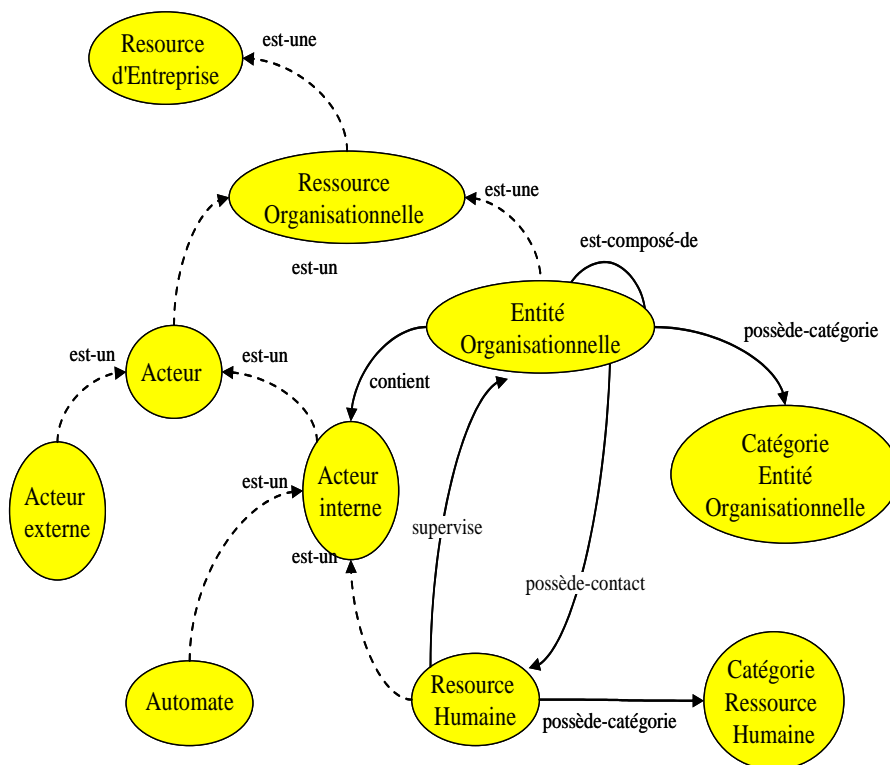 est-une
Resource
d'Entreprise
Ressource
Organisationnelle
est-une
est-composé-de
est-un
Entité
Organisationnelle
possède-catégorie
est-un
est-un
Acteur
contient
Catégorie
Entité
Organisationnelle
Acteur
externe
est-un
Acteur
interne
supervise
est-un
possède-contact
Automate
Resource
Humaine
possède-catégorie
Catégorie
Ressource
Humaine